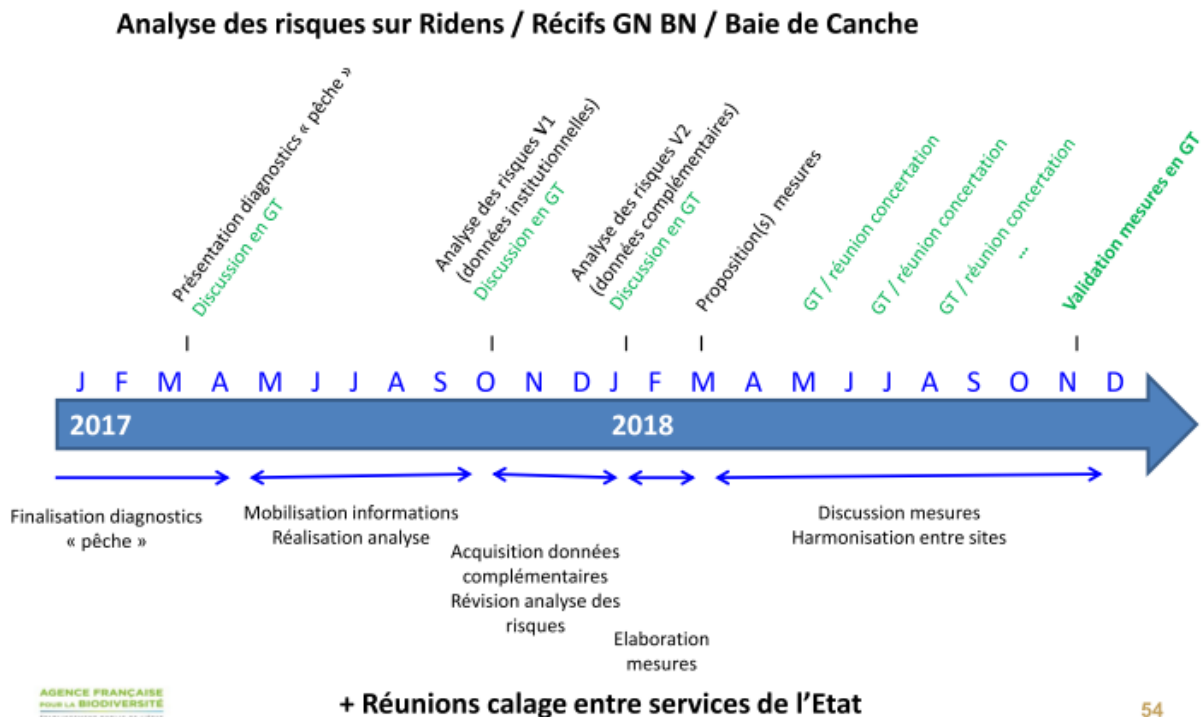 Analyse des risques sur Ridens / Récifs GN BN / Baie de Canche
Présentation diagnostics « pêche »
Discussion en GT
Analyse des risques V1
(données institutionnelles)
Discussion en GT
Analyse des risques V2
(données complémentaires)
Discussion en GT
Proposition(s) mesures
GT / réunion concertation
GT / réunion concertation
GT / réunion concertation
...
Validation mesures en GT
J F M A M J J A S O N D J F M A M J J A S O N D
2017 2018
Finalisation diagnostics
« pêche »
Mobilisation informations
Réalisation analyse
Acquisition données
complémentaires
Révision analyse des
risques
Elaboration
mesures
Discussion mesures
Harmonisation entre sites
AGENCE FRANÇAISE
POUR LA BIODIVERSITÉ
+ Réunions calage entre services de l'Etat
54